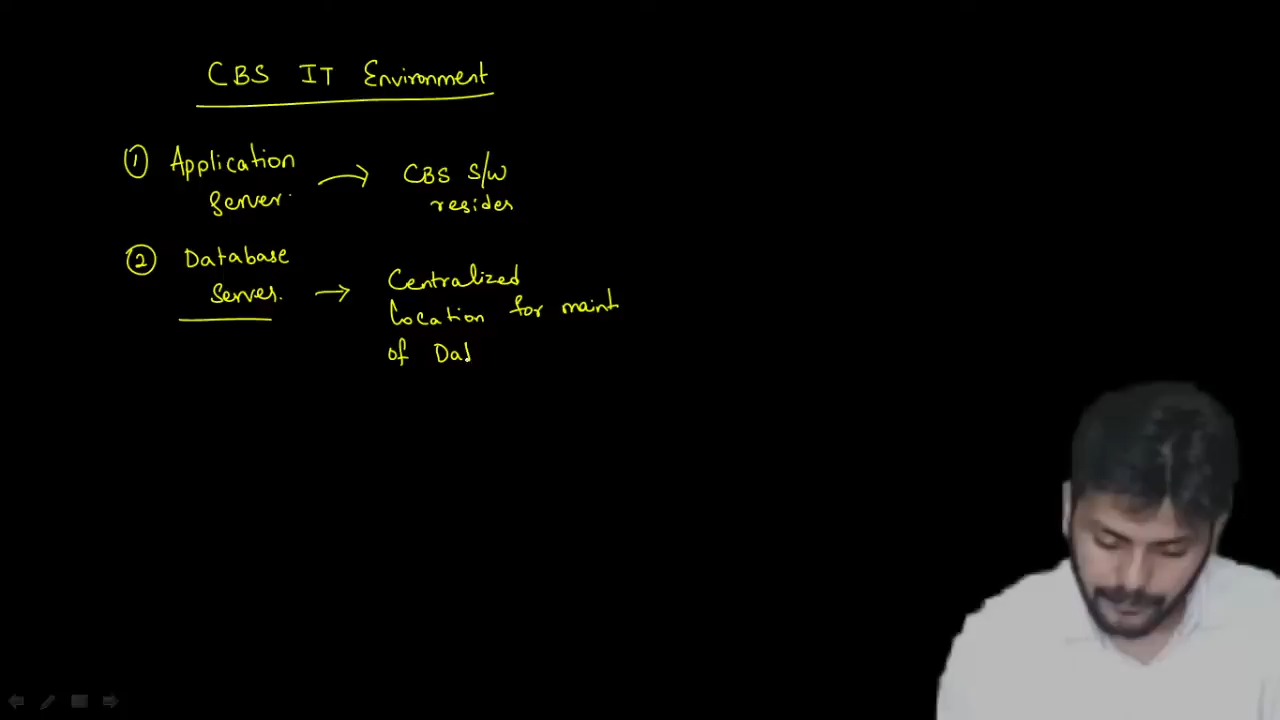 CBS IT Environment
① Application
Server.
→ CBS S/W
resides
② Database
Server.
→ Centralized
location for maint
of Dat